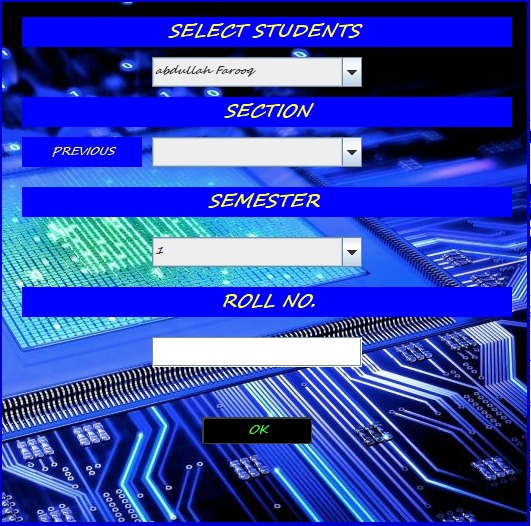 SELECT STUDENTS
abdullah Farooq
SECTION
PREVIOUS
SEMESTER
1
ROLL NO.
OK